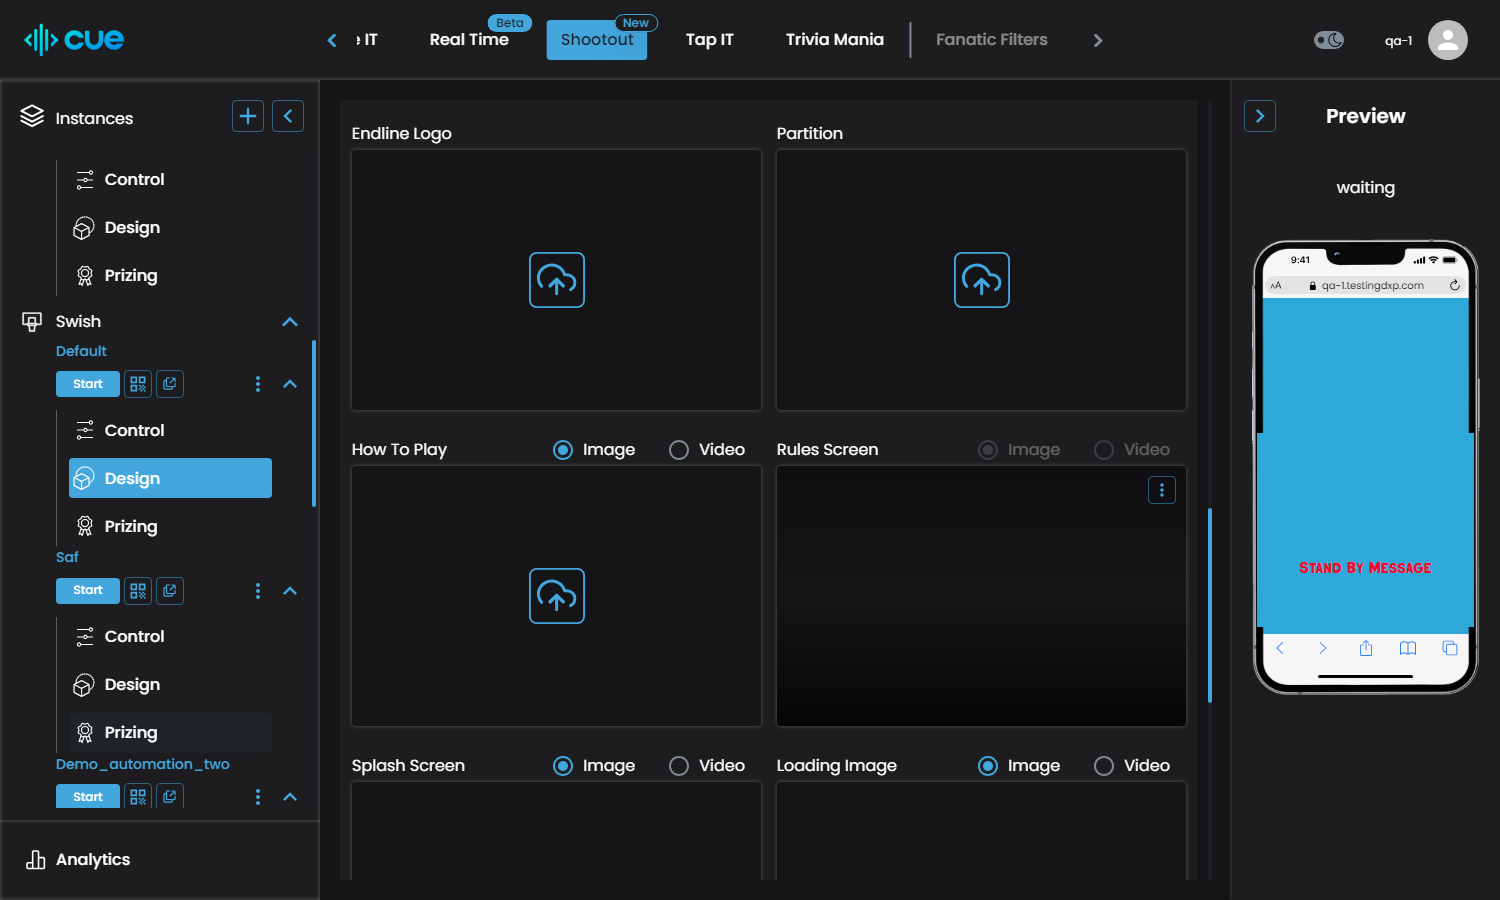 cue
IT
Real Time
Beta
Shootout
New
Tap IT
Trivia Mania
Fanatic Filters
qa-1
Instances
Control
Design
Prizing
Swish
Default
Start
Control
Design
Prizing
Saf
Start
Control
Design
Prizing
Demo_automation_two
Start
Analytics
Endline Logo
Partition
How To Play
Image
Video
Rules Screen
Image
Video
Splash Screen
Image
Video
Loading Image
Image
Video
Preview
waiting
9:41
AA
qa-1.testingdxp.com
Stand By Message